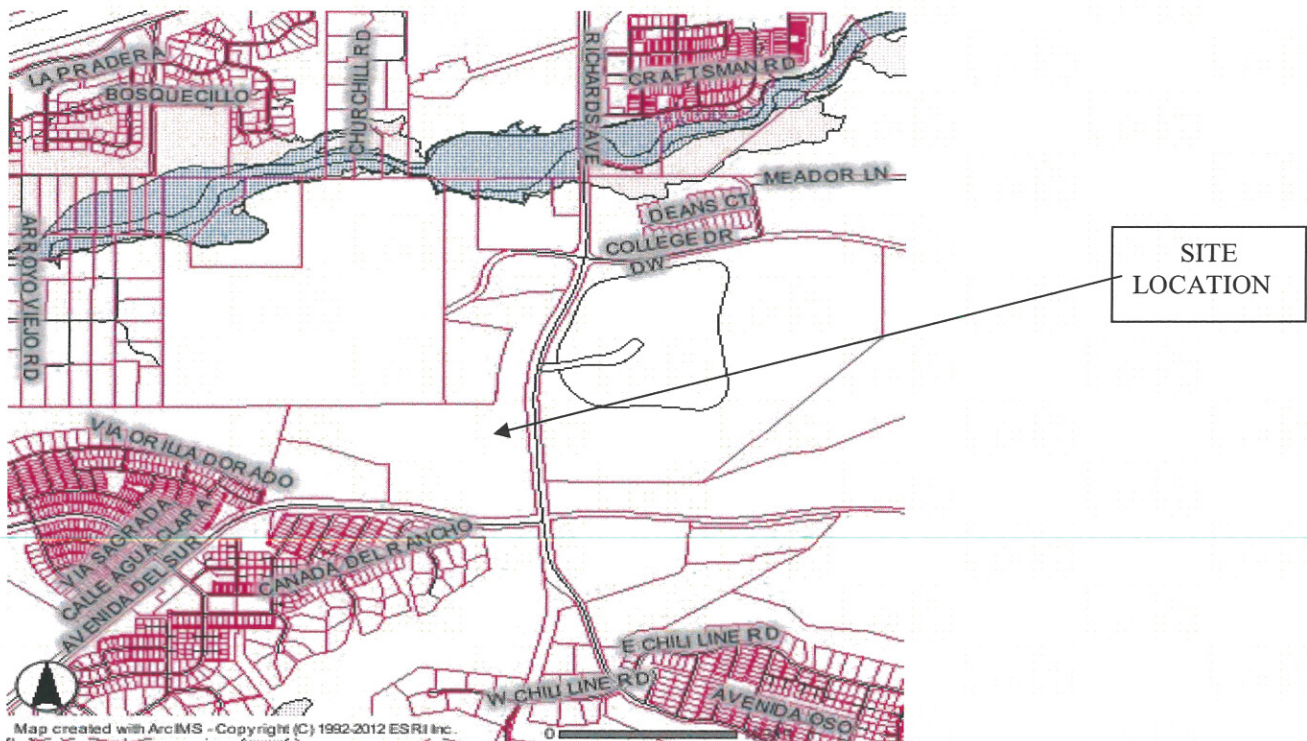 LA PRADERA
BOSQUECILLO
CHURCHILL RD
RICHARDS AVE
CRAFTSMAN RD
MEADOR LN
DEANS CT
COLLEGE DR
DW
ARROYO VIEJO RD
SITE
LOCATION
VIA ORILLA DORADO
VIA SAGRADA
CALLE AGUA CLARA
AVENIDA DEL SUR
CANADA DEL RANCHO
E CHILI LINE RD
W CHILI LINE RD
AVENIDA OSO
Map created with ArcIMS - Copyright (C) 1992-2012 ESRI Inc.
0